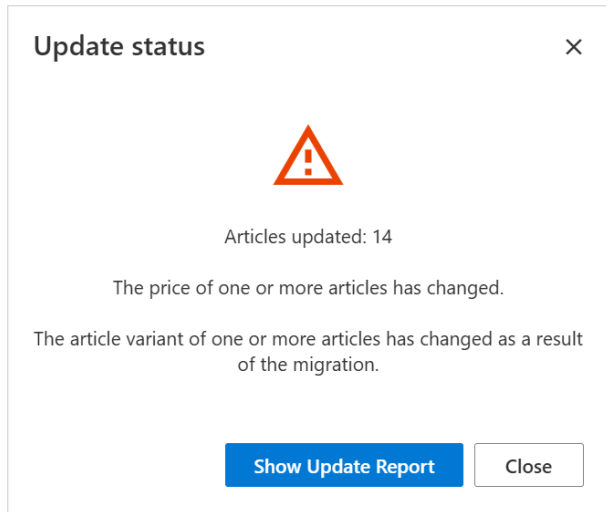 Update status
Articles updated: 14
The price of one or more articles has changed.
The article variant of one or more articles has changed as a result
of the migration.
Show Update Report
Close